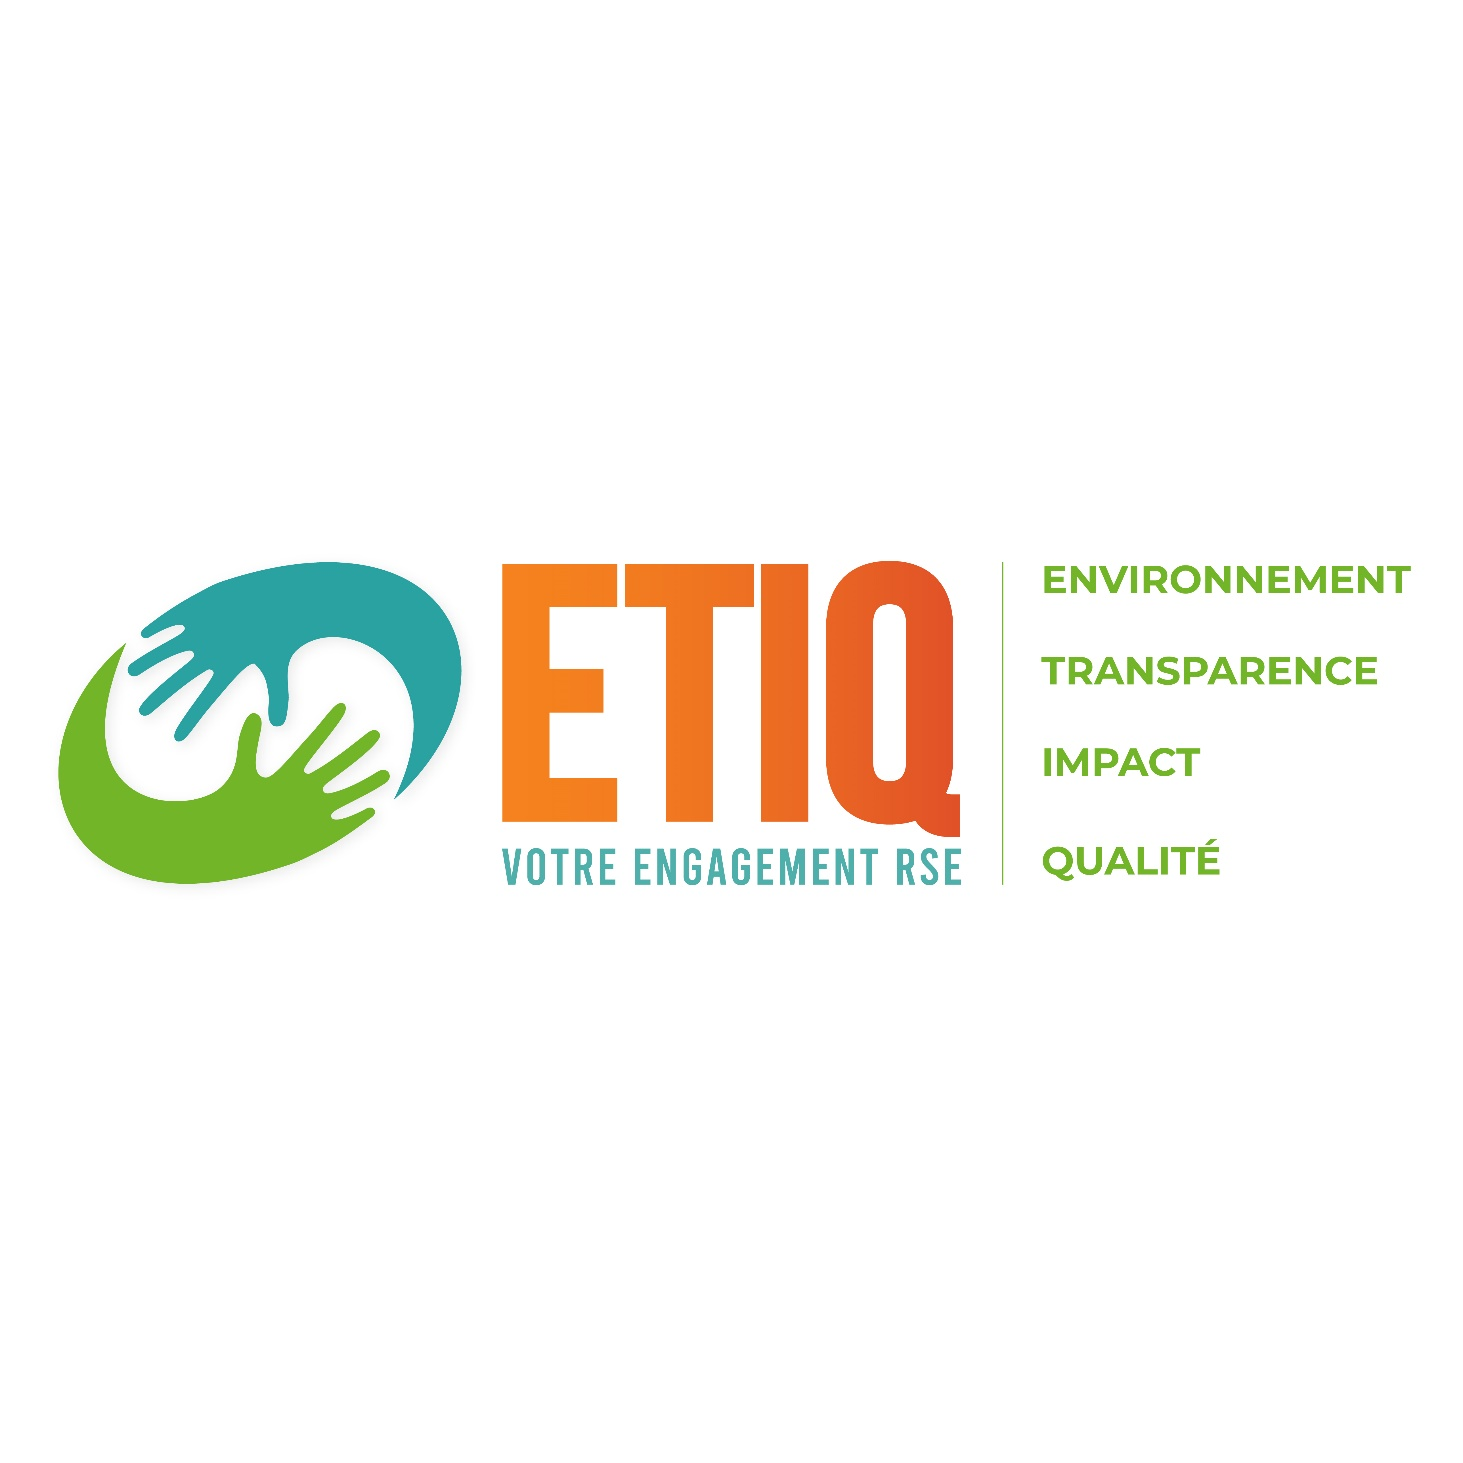 ETIQ
VOTRE ENGAGEMENT RSE
ENVIRONNEMENT
TRANSPARENCE
IMPACT
QUALITÉ